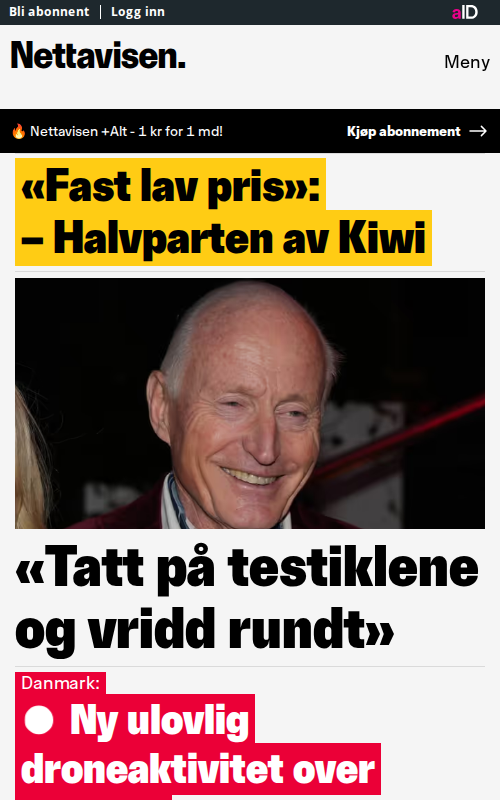 Bli abonnent | Logg inn
aID
Nettavisen.
Meny
🔥 Nettavisen +Alt - 1 kr for 1 md!
Kjøp abonnement →
«Fast lav pris»:
– Halvparten av Kiwi
«Tatt på testiklene
og vridd rundt»
Danmark:
Ny ulovlig
droneaktivitet over